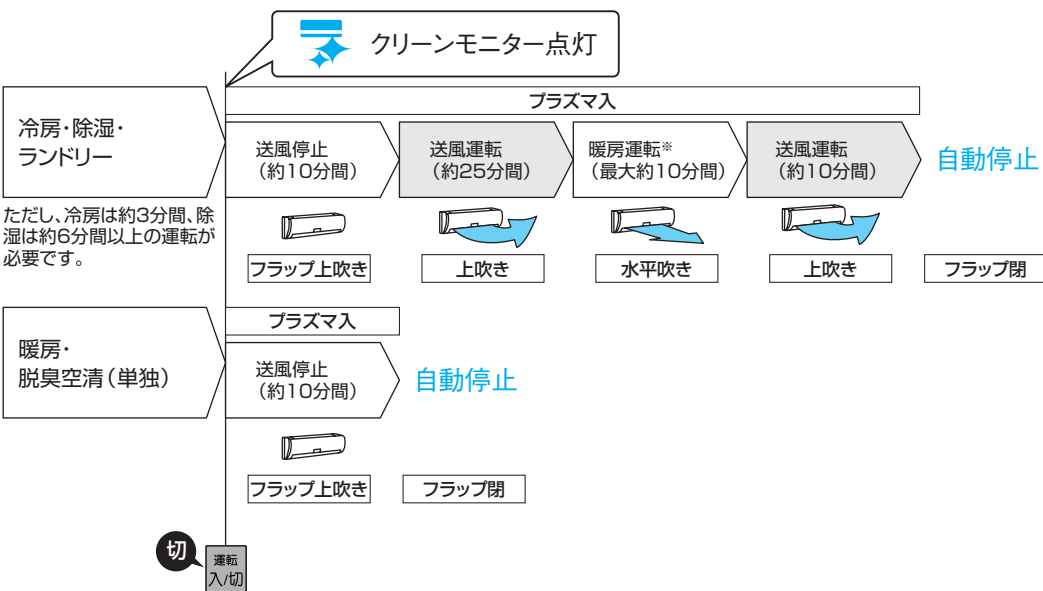 クリーンモニター点灯
冷房・除湿・
ランドリー
ただし、冷房は約3分間、除
湿は約6分間以上の運転が
必要です。
プラズマ入
送風停止
（約10分間）
送風運転
（約25分間）
暖房運転※
（最大約10分間）
送風運転
（約10分間）
自動停止
フラップ上吹き
上吹き
水平吹き
上吹き
フラップ閉
暖房・
脱臭空清（単独）
プラズマ入
送風停止
（約10分間）
自動停止
フラップ上吹き
フラップ閉
切
運転
入/切